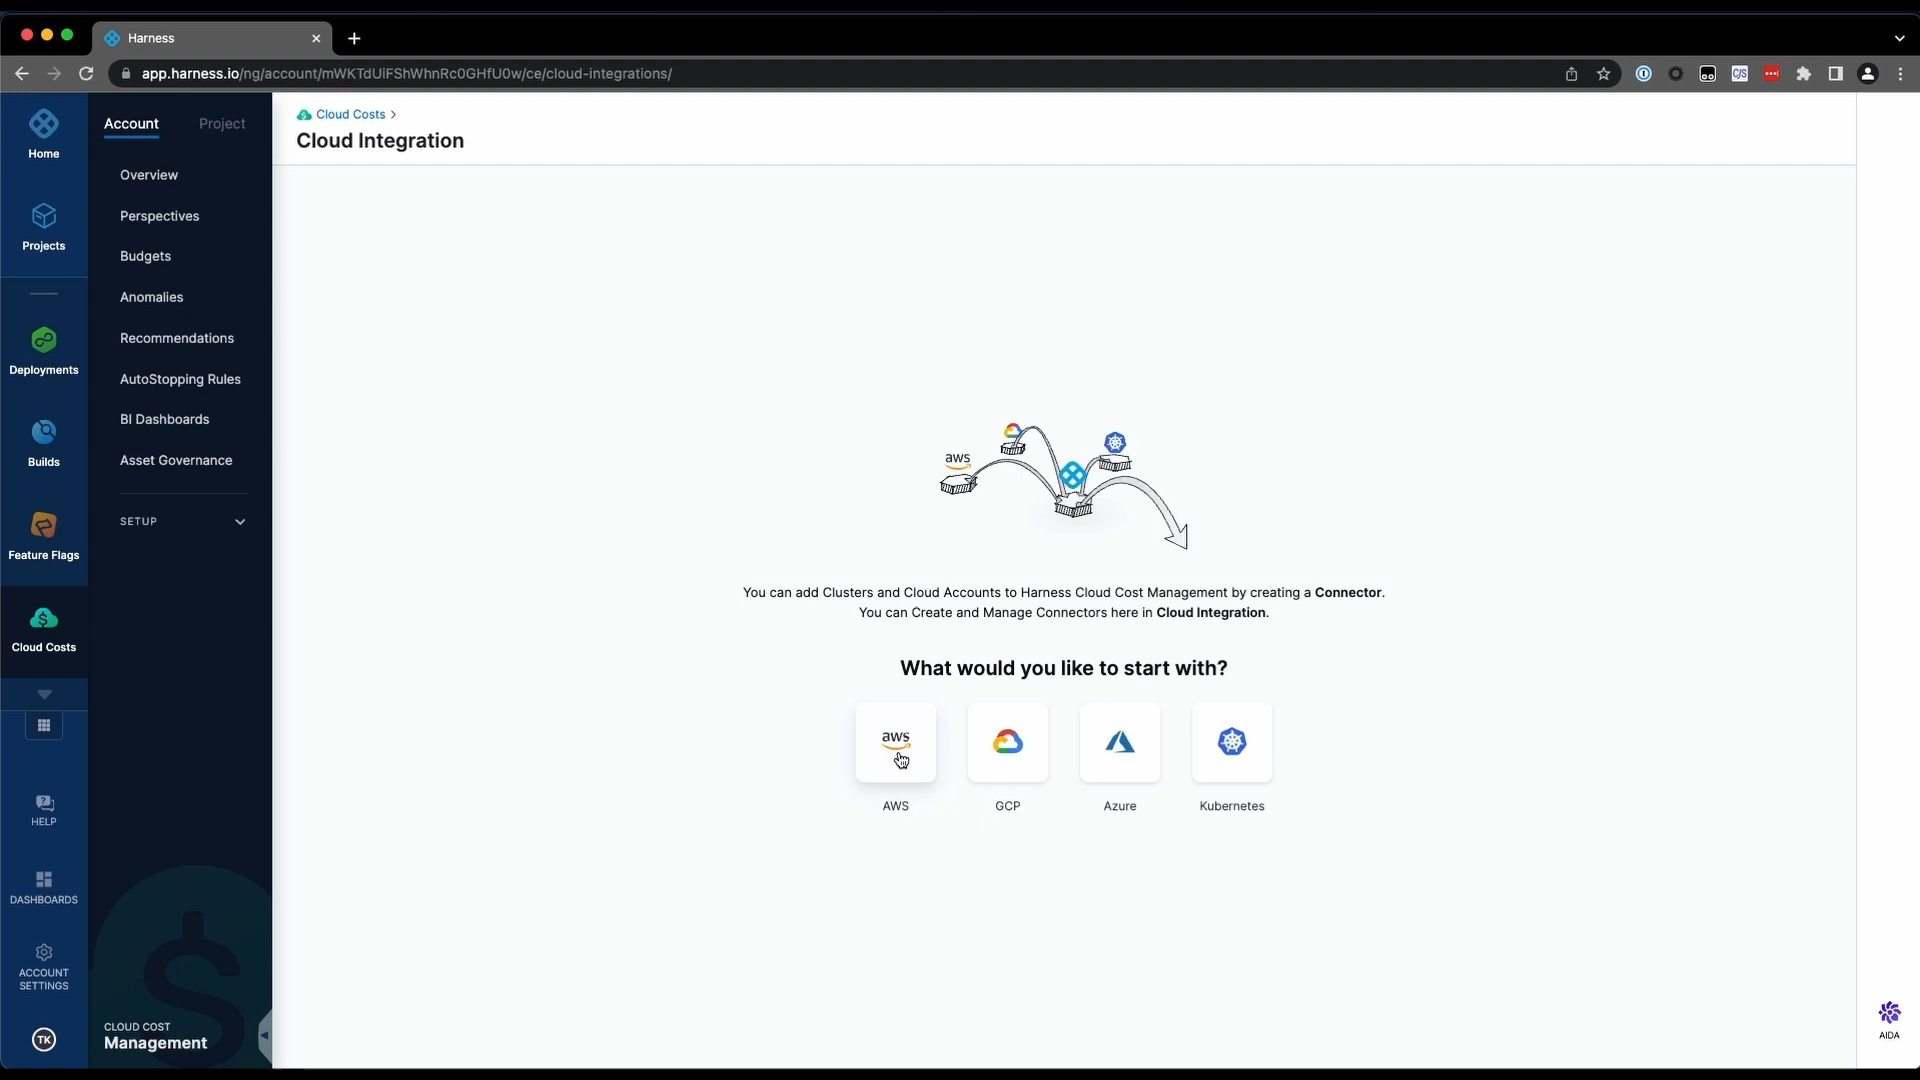 Harness
app.harness.io/ng/account/mWKTdUiFShWhnRc0GHfU0w/ce/cloud-integrations/
Home
Projects
Deployments
Builds
Feature Flags
Cloud Costs
HELP
DASHBOARDS
ACCOUNT
SETTINGS
TK
Account
Project
Overview
Perspectives
Budgets
Anomalies
Recommendations
AutoStopping Rules
BI Dashboards
Asset Governance
SETUP
CLOUD COST
Management
Cloud Costs >
Cloud Integration
aws
You can add Clusters and Cloud Accounts to Harness Cloud Cost Management by creating a Connector.
You can Create and Manage Connectors here in Cloud Integration.
What would you like to start with?
aws
AWS
GCP
Azure
Kubernetes
AIDA